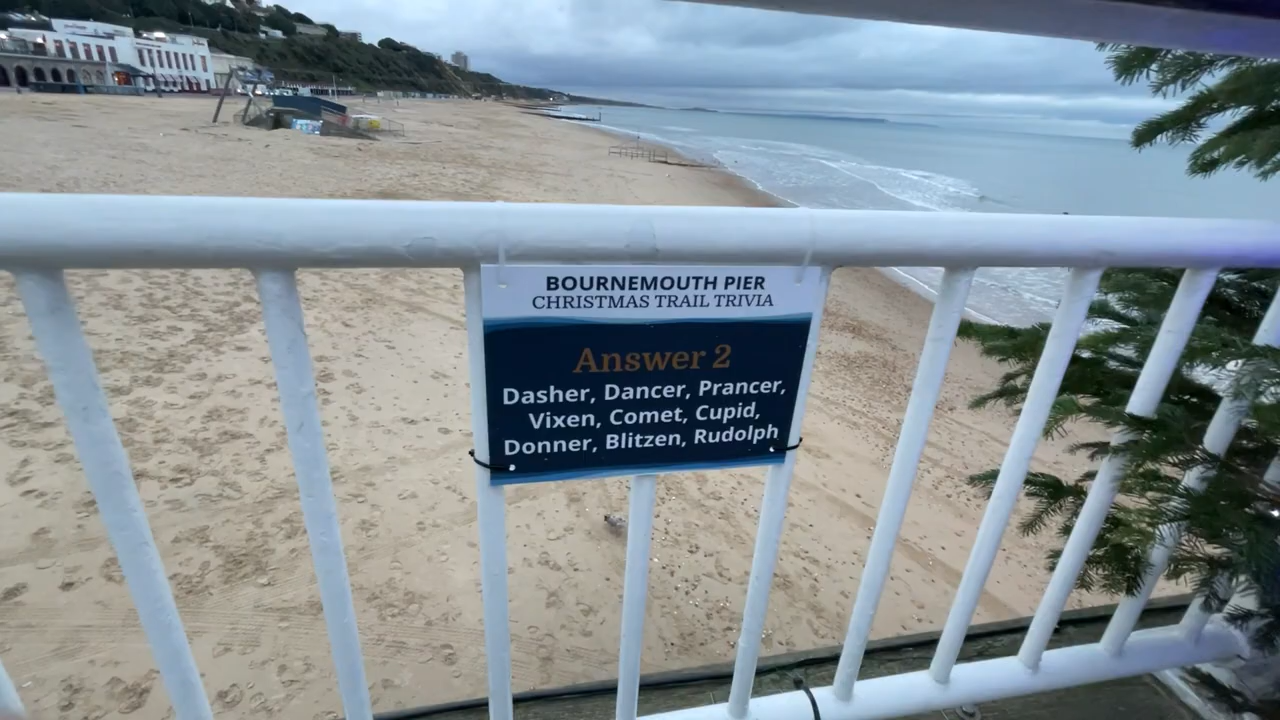 BOURNEMOUTH PIER
CHRISTMAS TRAIL TRIVIA
Answer 2
Dasher, Dancer, Prancer,
Vixen, Comet, Cupid,
Donner, Blitzen, Rudolph